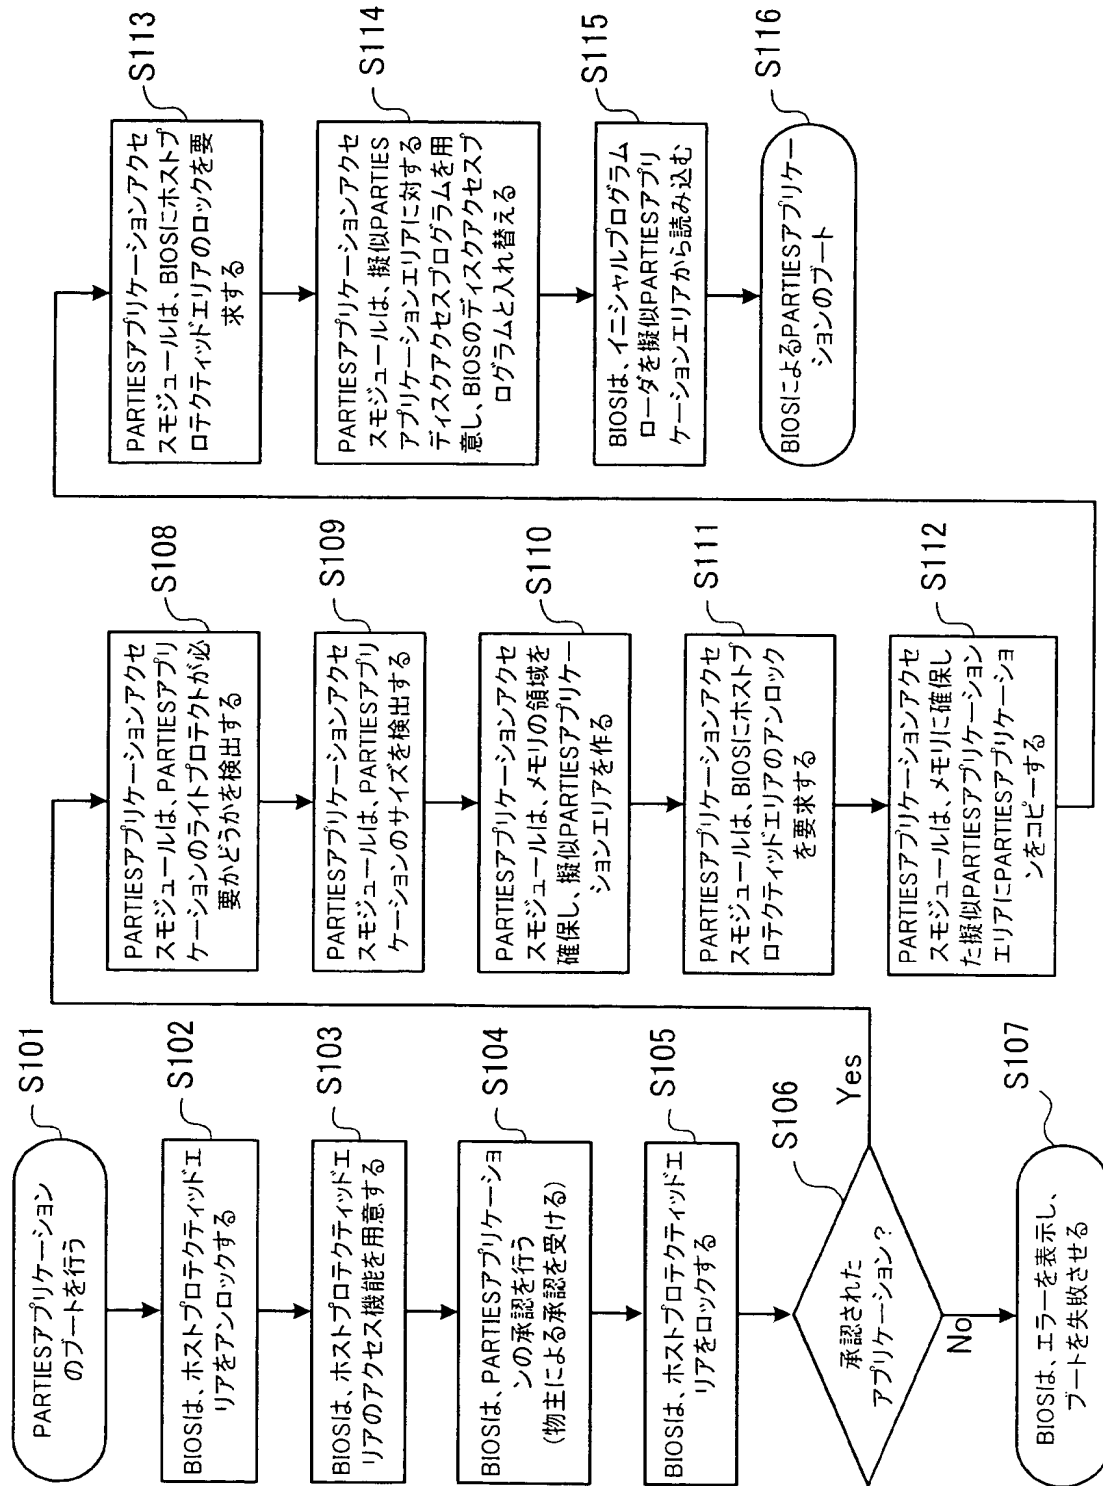 S101
PARTIESアプリケーション
のブートを行う
S102
BIOSは、ホストプロテクティッドエ
リアをアンロックする
S103
BIOSは、ホストプロテクティッドエ
リアのアクセス機能を用意する
S104
BIOSは、PARTIESアプリケーショ
ンの承認を行う
(物主による承認を受ける)
S105
BIOSは、ホストプロテクティッドエ
リアをロックする
S106
承認された
アプリケーション?
Yes
No
S107
BIOSは、エラーを表示し、
ブートを失敗させる
S108
PARTIESアプリケーションアクセ
スモジュールは、PARTIESアプリ
ケーションのライトプロテクトが必
要かどうかを検出する
S109
PARTIESアプリケーションアクセ
スモジュールは、PARTIESアプリ
ケーションのサイズを検出する
S110
PARTIESアプリケーションアクセ
スモジュールは、メモリの領域を
確保し、擬似PARTIESアプリケー
ションエリアを作る
S111
PARTIESアプリケーションアクセ
スモジュールは、BIOSにホストプ
ロテクティッドエリアのアンロック
を要求する
S112
PARTIESアプリケーションアクセ
スモジュールは、メモリに確保し
た擬似PARTIESアプリケーション
エリアにPARTIESアプリケーショ
ンをコピーする
S113
PARTIESアプリケーションアクセ
スモジュールは、BIOSにホストプ
ロテクティッドエリアのロックを要
求する
S114
PARTIESアプリケーションアクセ
スモジュールは、擬似PARTIES
アプリケーションエリアに対する
ディスクアクセスプログラムを用
意し、BIOSのディスクアクセスプ
ログラムと入れ替える
S115
BIOSは、イニシャルプログラム
ローダを擬似PARTIESアプリ
ケーションエリアから読み込む
S116
BIOSによるPARTIESアプリケー
ションのブート